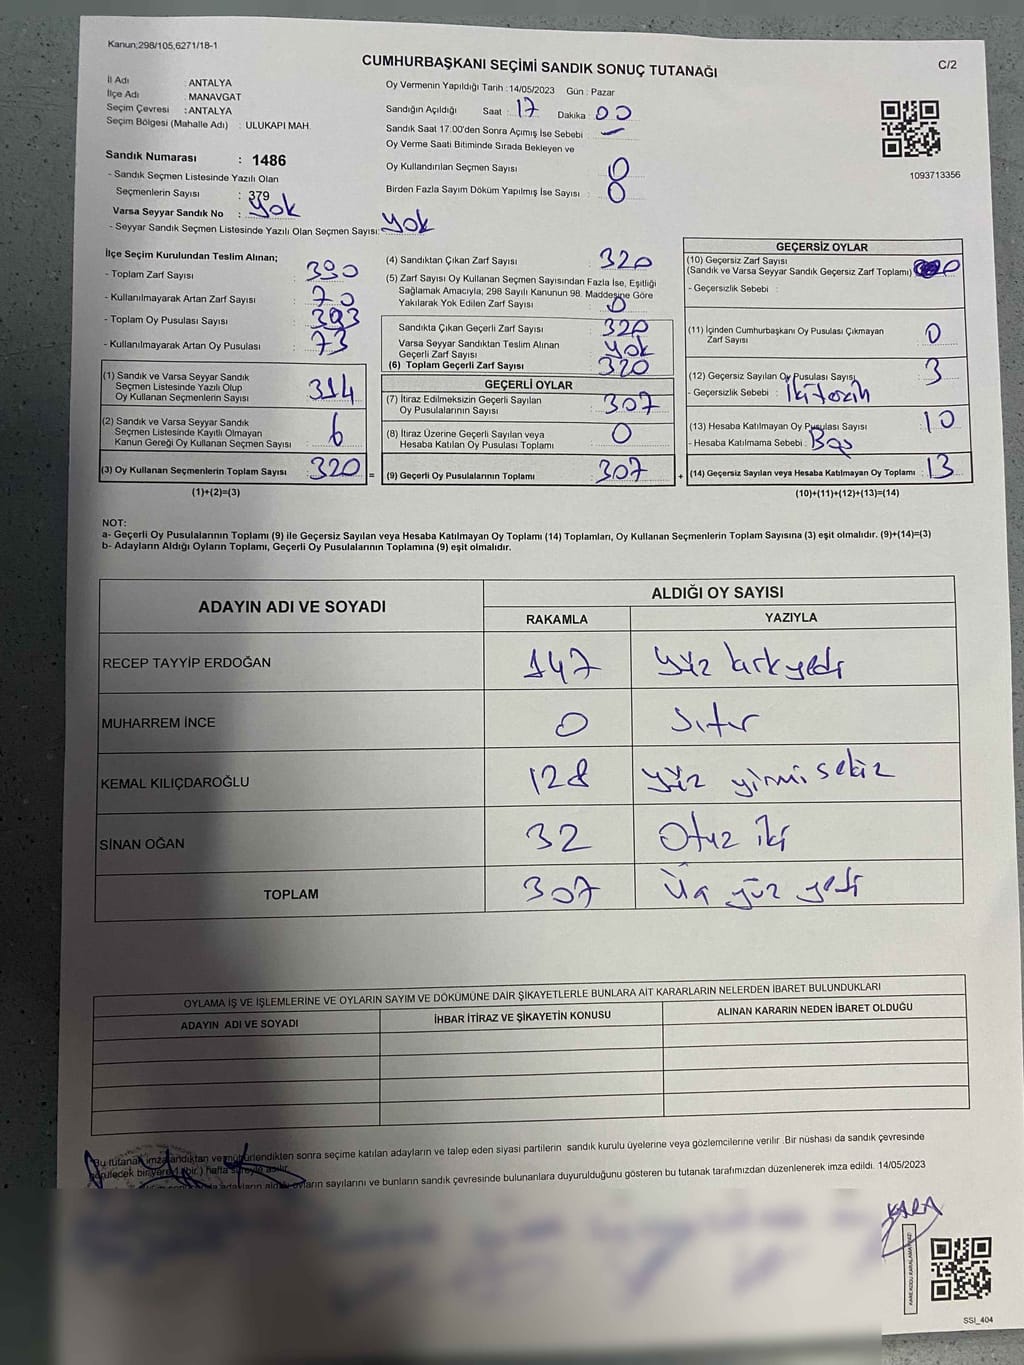 Kanun;298/105,6271/18-1
CUMHURBAŞKANI SEÇİMİ SANDIK SONUÇ TUTANAĞI
C/2
İl Adı : ANTALYA
İlçe Adı : MANAVGAT
Seçim Çevresi : ANTALYA
Seçim Bölgesi (Mahalle Adı) : ULUKAPI MAH.
Oy Vermenin Yapıldığı Tarih :14/05/2023 Gün : Pazar
Sandığın Açıldığı Saat : 17 Dakika : 00
Sandık Saat 17.00'den Sonra Açımış İse Sebebi : -
Oy Verme Saati Bitiminde Sırada Bekleyen ve
Oy Kullandırılan Seçmen Sayısı
Birden Fazla Sayım Döküm Yapılmış İse Sayısı :
1093713356
Sandık Numarası : 1486
- Sandık Seçmen Listesinde Yazılı Olan
Seçmenlerin Sayısı : 379
Varsa Seyyar Sandık No : Yok
- Seyyar Sandık Seçmen Listesinde Yazılı Olan Seçmen Sayısı: Yok
İlçe Seçim Kurulundan Teslim Alınan;
- Toplam Zarf Sayısı : 390
- Kullanılmayarak Artan Zarf Sayısı : 70
- Toplam Oy Pusulası Sayısı : 393
- Kullanılmayarak Artan Oy Pusulası : 73
(1) Sandık ve Varsa Seyyar Sandık
Seçmen Listesinde Yazılı Olup
Oy Kullanan Seçmenlerin Sayısı : 314
(2) Sandık ve Varsa Seyyar Sandık
Seçmen Listesinde Kayıtlı Olmayan
Kanun Gereği Oy Kullanan Seçmen Sayısı : 6
(3) Oy Kullanan Seçmenlerin Toplam Sayısı : 320 =
(1)+(2)=(3)
(4) Sandıktan Çıkan Zarf Sayısı : 320
(5) Zarf Sayısı Oy Kullanan Seçmen Sayısından Fazla İse, Eşitliği
Sağlamak Amacıyla, 298 Sayılı Kanunun 98. Maddesine Göre
Yakılarak Yok Edilen Zarf Sayısı : 0
Sandıkta Çıkan Geçerli Zarf Sayısı : 320
Varsa Seyyar Sandıktan Teslim Alınan
Geçerli Zarf Sayısı : Yok
(6) Toplam Geçerli Zarf Sayısı : 320
GEÇERLİ OYLAR
(7) İtiraz Edilmeksizin Geçerli Sayılan
Oy Pusulalarının Sayısı : 307
(8) İtiraz Üzerine Geçerli Sayılan veya
Hesaba Katılan Oy Pusulası Toplamı : 0
(9) Geçerli Oy Pusulalarının Toplamı : 307 +
GEÇERSİZ OYLAR
(10) Geçersiz Zarf Sayısı
(Sandık ve Varsa Seyyar Sandık Geçersiz Zarf Toplamı) : 0
- Geçersizlik Sebebi :
(11) İçinden Cumhurbaşkanı Oy Pusulası Çıkmayan
Zarf Sayısı : 0
(12) Geçersiz Sayılan Oy Pusulası Sayısı : 3
- Geçersizlik Sebebi : İki tercih
(13) Hesaba Katılmayan Oy Pusulası Sayısı : 10
- Hesaba Katılmama Sebebi : Boş
(14) Geçersiz Sayılan veya Hesaba Katılmayan Oy Toplamı : 13
(10)+(11)+(12)+(13)=(14)
NOT:
a- Geçerli Oy Pusulalarının Toplamı (9) ile Geçersiz Sayılan veya Hesaba Katılmayan Oy Toplamı (14) Toplamları, Oy Kullanan Seçmenlerin Toplam Sayısına (3) eşit olmalıdır. (9)+(14)=(3)
b- Adayların Aldığı Oyların Toplamı, Geçerli Oy Pusulalarının Toplamına (9) eşit olmalıdır.
ADAYIN ADI VE SOYADI
ALDIĞI OY SAYISI
RAKAMLA YAZIYLA
RECEP TAYYİP ERDOĞAN 147 Yüz kırk yedi
MUHARREM İNCE 0 Sıfır
KEMAL KILIÇDAROĞLU 128 Yüz yirmi sekiz
SİNAN OĞAN 32 Otuz iki
TOPLAM 307 Üç yüz yedi
OYLAMA İŞ VE İŞLEMLERİNE VE OYLARIN SAYIM VE DÖKÜMÜNE DAİR ŞİKAYETLERLE BUNLARA AİT KARARLARIN NELERDEN İBARET BULUNDUKLARI
ADAYIN ADI VE SOYADI İHBAR İTİRAZ VE ŞİKAYETİN KONUSU ALINAN KARARIN NEDEN İBARET OLDUĞU
Bu tutanak imzalandıktan ve mühürlendikten sonra seçime katılan adayların ve talep eden siyasi partilerin sandık kurulu üyelerine veya gözlemcilerine verilir .Bir nüshası da sandık çevresinde
görülecek bir yere 1 (bir) hafta süreyle asılır.
adayların aldığı oyların sayılarını ve bunların sandık çevresinde bulunanlara duyurulduğunu gösteren bu tutanak tarafımızdan düzenlenerek imza edildi. 14/05/2023
KARA
SSI_404